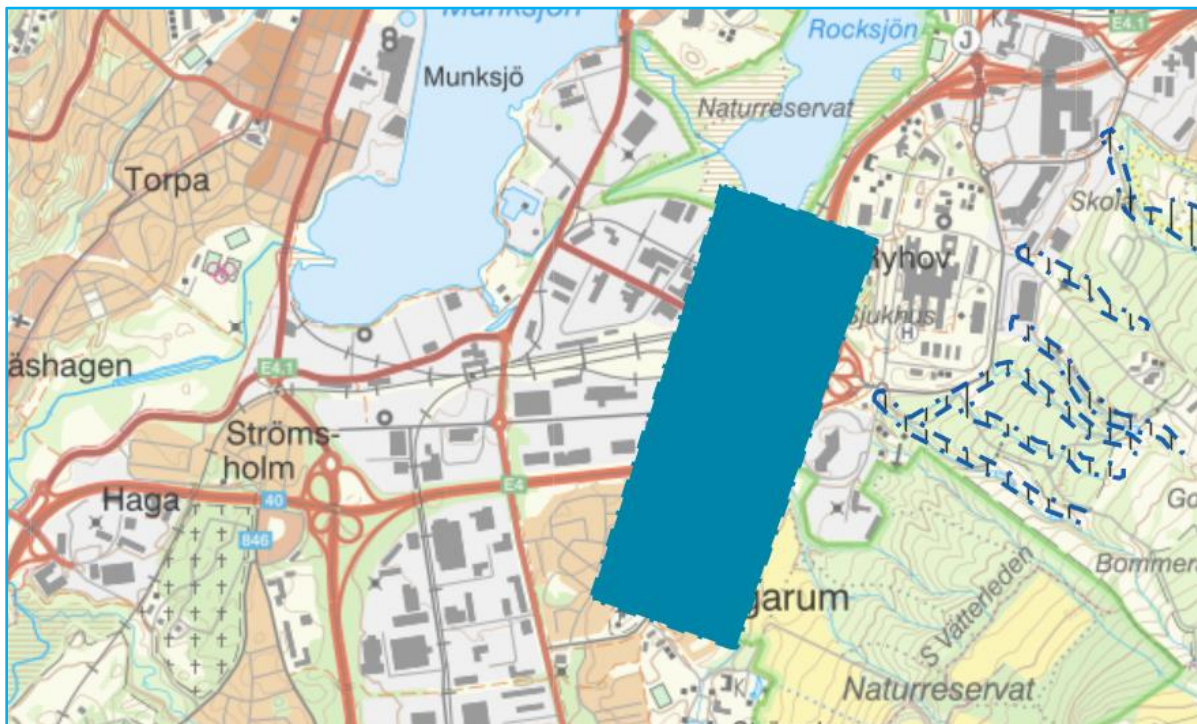 Munksjön
Rocksjön
E4.1
J
K
Munksjö
Naturreservat
Torpa
Skola
Ryhov
Sjukhus
H
äshagen
E4.1
Ströms-
holm
Haga
40
E4
846
Go
Bommer
garum
S Vätterleden
Naturreservat
K